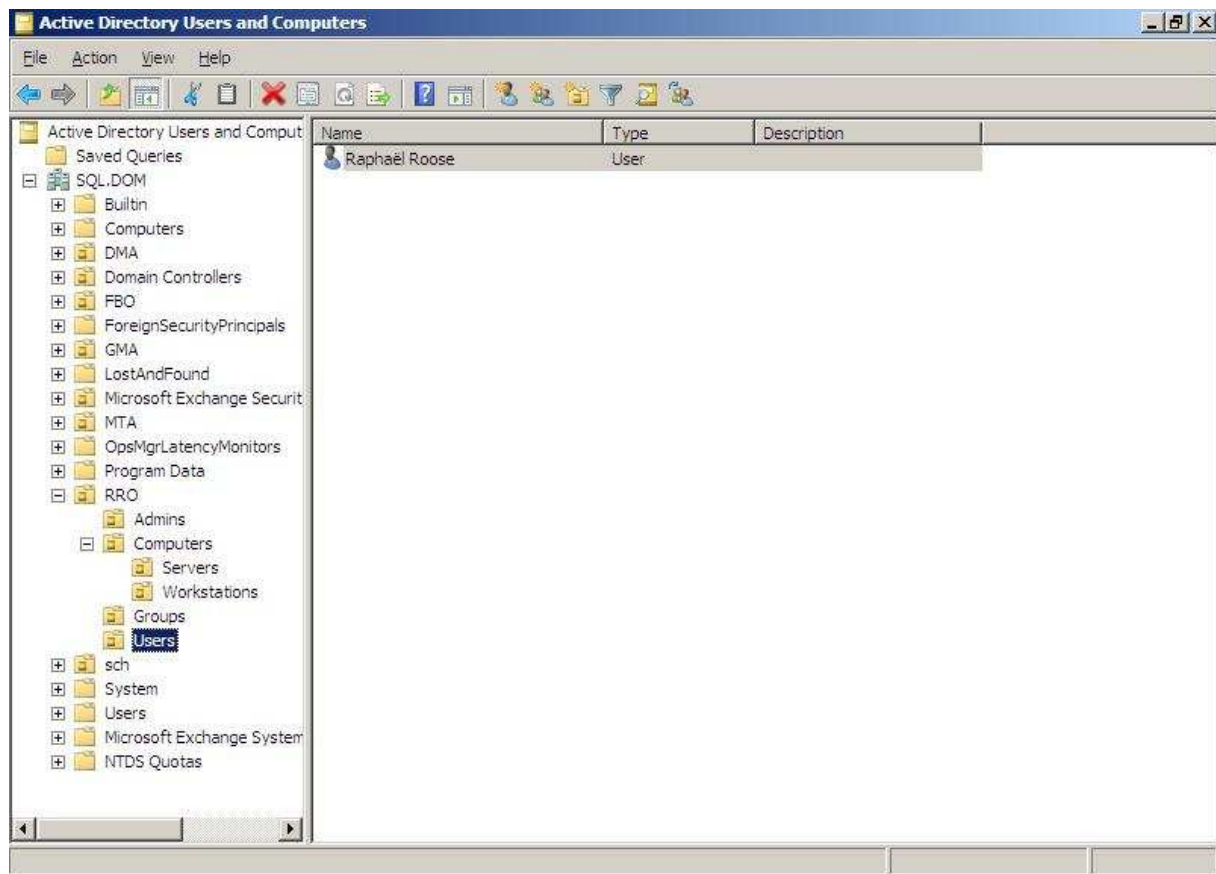 Active Directory Users and Computers
File Action View Help
Active Directory Users and Comput
Saved Queries
SQL.DOM
Builtin
Computers
DMA
Domain Controllers
FBO
ForeignSecurityPrincipals
GMA
LostAndFound
Microsoft Exchange Securit
MTA
OpsMgrLatencyMonitors
Program Data
RRO
Admins
Computers
Servers
Workstations
Groups
Users
sch
System
Users
Microsoft Exchange System
NTDS Quotas
Name Type Description
Raphaël Roose User